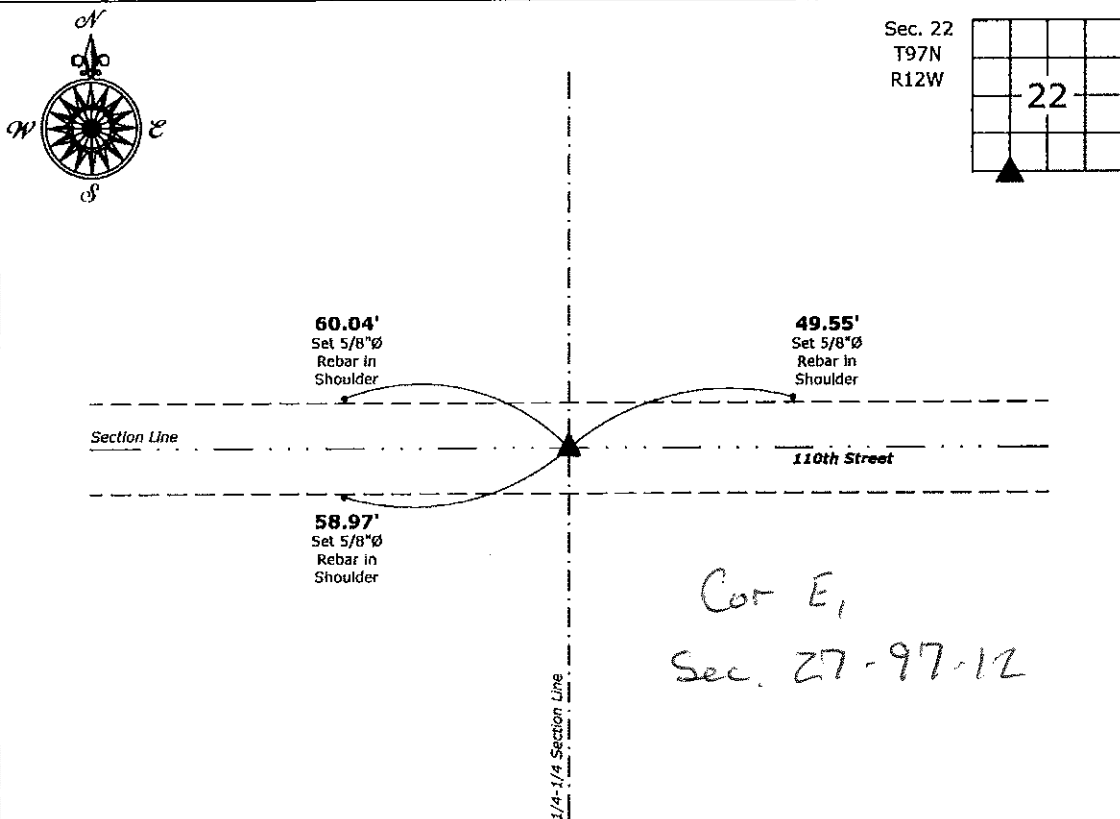 N
W
E
S
Sec. 22
T97N
R12W
22
60.04'
Set 5/8"Ø
Rebar in
Shoulder
49.55'
Set 5/8"Ø
Rebar in
Shoulder
Section Line
110th Street
58.97'
Set 5/8"Ø
Rebar in
Shoulder
Cor E,
Sec. 27-97-12
1/4-1/4 Section Line